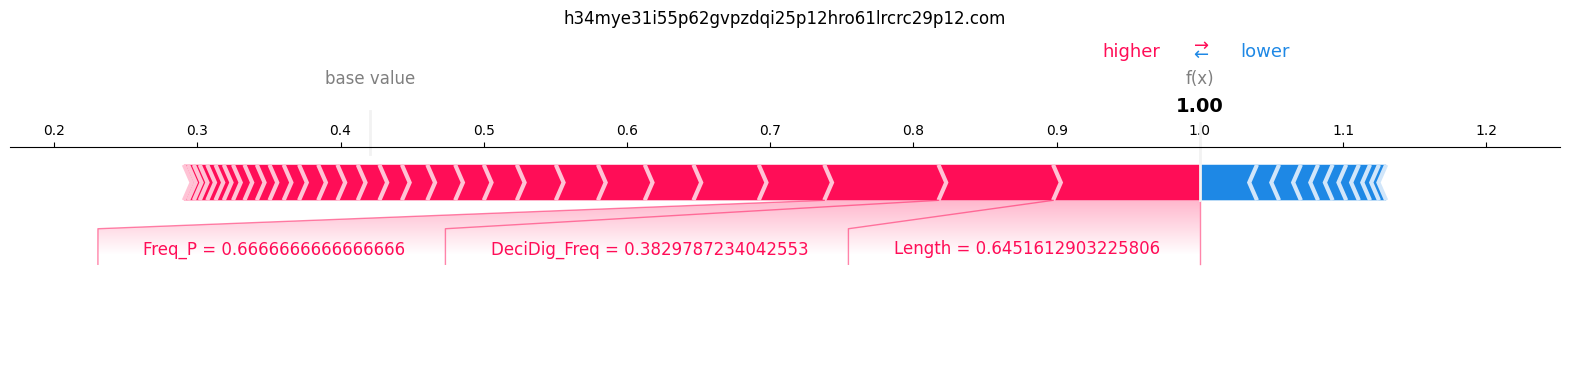 h34mye31i55p62gvpzdqi25p12hro61lrcrc29p12.com
higher ⇄ lower
base value f(x)
1.00
0.2 0.3 0.4 0.5 0.6 0.7 0.8 0.9 1.0 1.1 1.2
Freq_P = 0.6666666666666666 DeciDig_Freq = 0.3829787234042553 Length = 0.6451612903225806